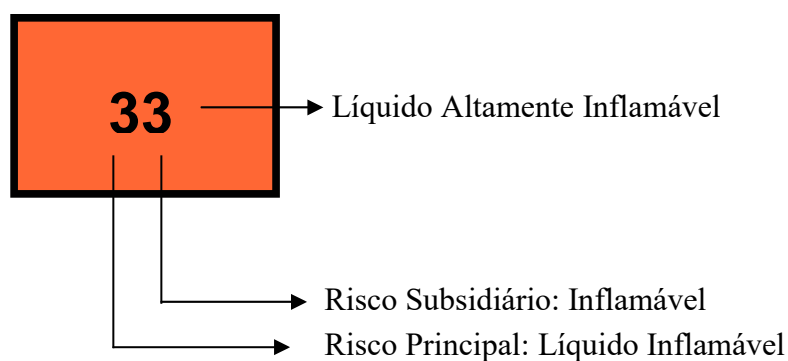 33
Líquido Altamente Inflamável
Risco Subsidiário: Inflamável
Risco Principal: Líquido Inflamável